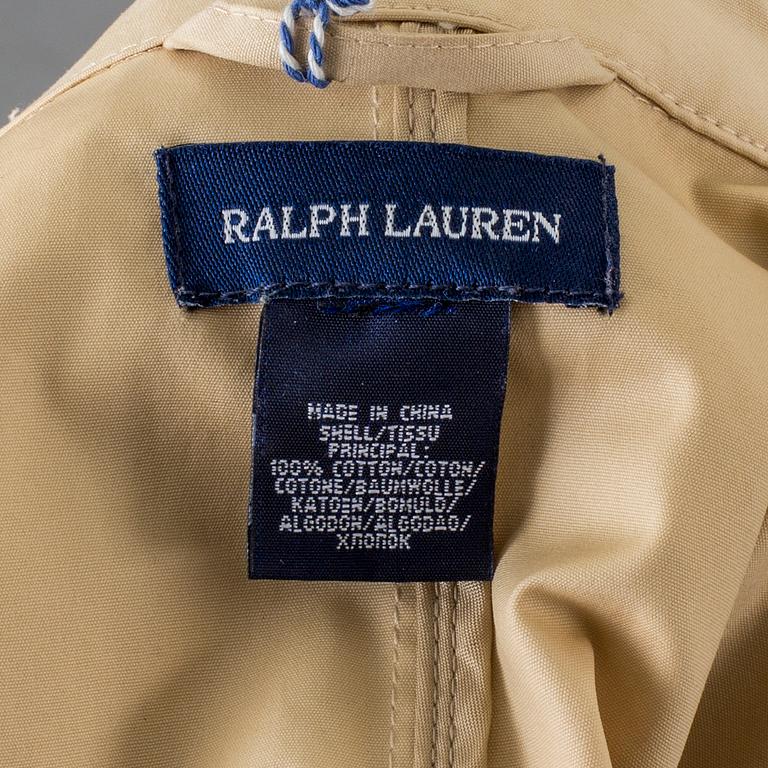 RALPH LAUREN
MADE IN CHINA
SHELL/TISSU
PRINCIPAL:
100% COTTON/COTON/
COTONE/BAUMWOLLE/
KATOEN/BOMULD/
ALGODON/ALGODAO/
ХЛОПОК